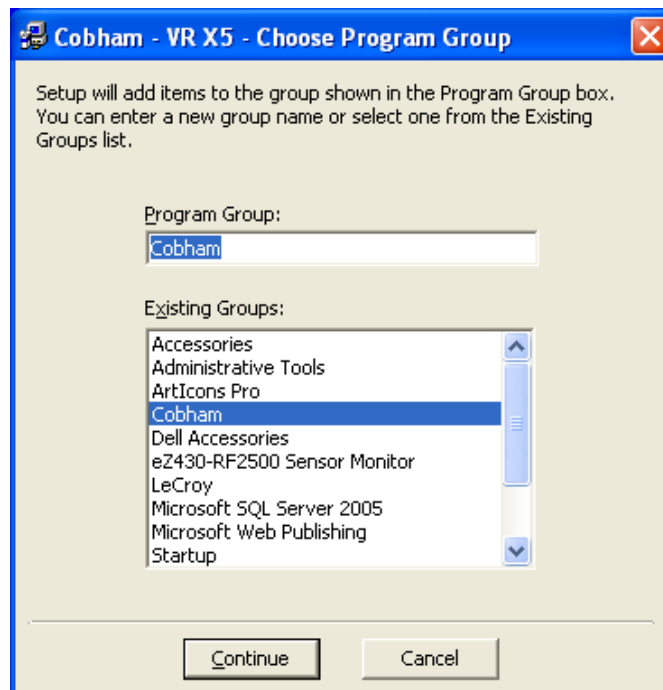 Cobham - VR X5 - Choose Program Group
Setup will add items to the group shown in the Program Group box.
You can enter a new group name or select one from the Existing
Groups list.
Program Group:
Cobham
Existing Groups:
Accessories
Administrative Tools
ArtIcons Pro
Cobham
Dell Accessories
eZ430-RF2500 Sensor Monitor
LeCroy
Microsoft SQL Server 2005
Microsoft Web Publishing
Startup
Continue
Cancel